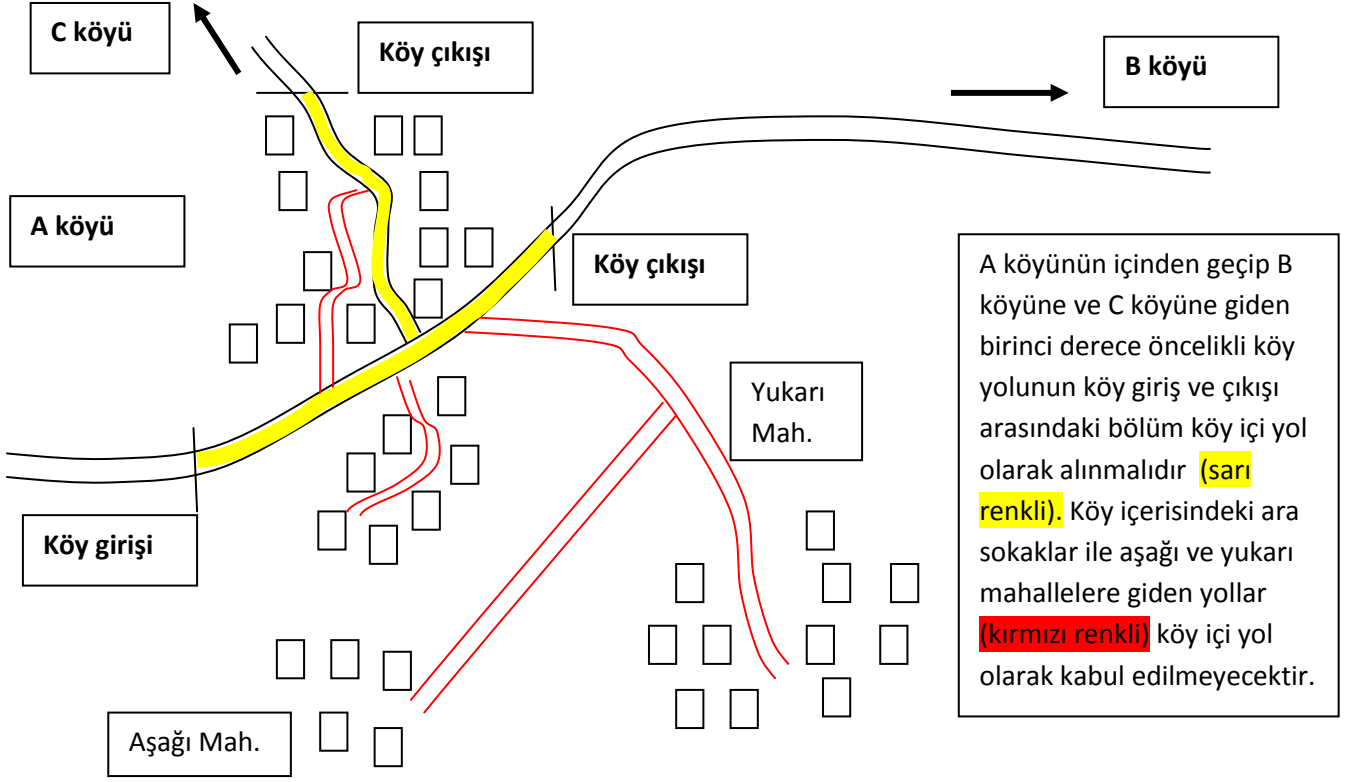 C köyü
Köy çıkışı
B köyü
A köyü
Köy çıkışı
Yukarı
Mah.
Köy girişi
Aşağı Mah.
A köyünün içinden geçip B
köyüne ve C köyüne giden
birinci derece öncelikli köy
yolunun köy giriş ve çıkışı
arasındaki bölüm köy içi yol
olarak alınmalıdır (sarı
renkli). Köy içerisindeki ara
sokaklar ile aşağı ve yukarı
mahallelere giden yollar
(kırmızı renkli) köy içi yol
olarak kabul edilmeyecektir.